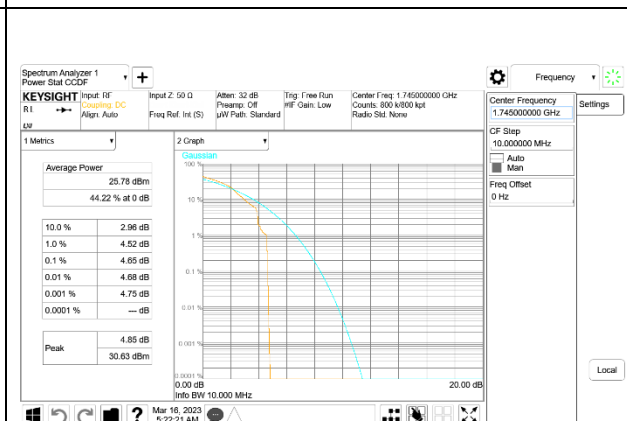 Spectrum Analyzer 1
Power Stat CCDF
Frequency
KEYSIGHT
Input: RF
Coupling: DC
Align: Auto
Input Z: 50 Ω
Freq Ref. Int (S)
Atten: 32 dB
Preamp: Off
µW Path: Standard
Trig: Free Run
#IF Gain: Low
Center Freq: 1.745000000 GHz
Counts: 800 k/800 kpt
Radio Std: None
Center Frequency
1.745000000 GHz
Settings
CF Step
10.000000 MHz
Auto
Man
Freq Offset
0 Hz
1 Metrics
2 Graph
Average Power
25.78 dBm
44.22 % at 0 dB
10.0 % 2.96 dB
1.0 % 4.52 dB
0.1 % 4.65 dB
0.01 % 4.68 dB
0.001 % 4.75 dB
0.0001 % --- dB
Peak 4.85 dB
30.63 dBm
Gaussian
100 %
10 %
1 %
0.1 %
0.01 %
0.001 %
0.0001 %
0.00 dB 20.00 dB
Info BW 10.000 MHz
Local
Mar 16, 2023
5:22:21 AM